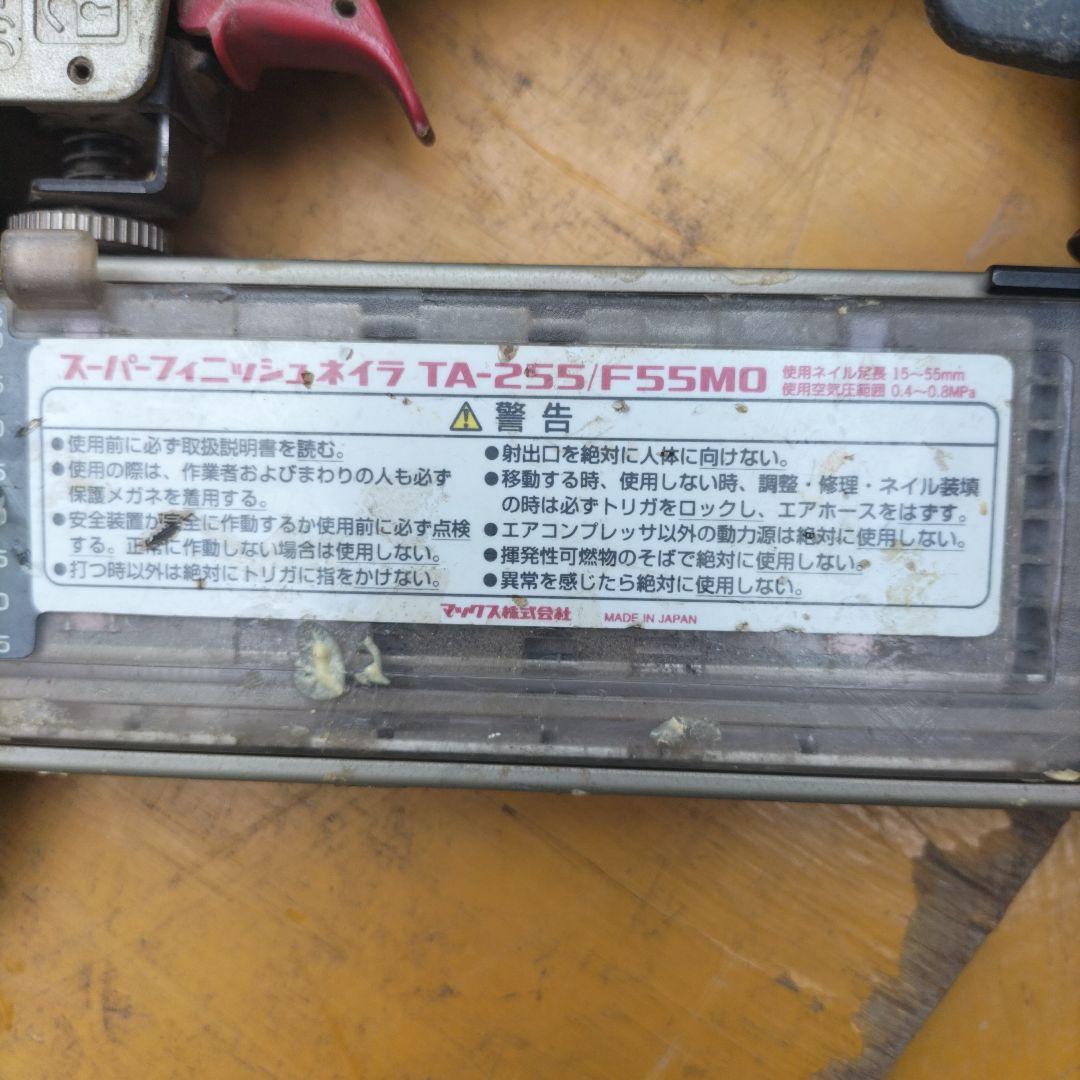 スーパーフィニッシュネイラ TA-255/F55MO
使用ネイル足長 15～55mm
使用空気圧範囲 0.4～0.8MPa
警告
●使用前に必ず取扱説明書を読む。
●使用の際は、作業者およびまわりの人も必ず
保護メガネを着用する。
●安全装置が完全に作動するか使用前に必ず点検
する。正常に作動しない場合は使用しない。
●打つ時以外は絶対にトリガに指をかけない。
●射出口を絶対に人体に向けない。
●移動する時、使用しない時、調整・修理・ネイル装填
の時は必ずトリガをロックし、エアホースをはずす。
●エアコンプレッサ以外の動力源は絶対に使用しない。
●揮発性可燃物のそばで絶対に使用しない。
●異常を感じたら絶対に使用しない。
マックス株式会社 MADE IN JAPAN